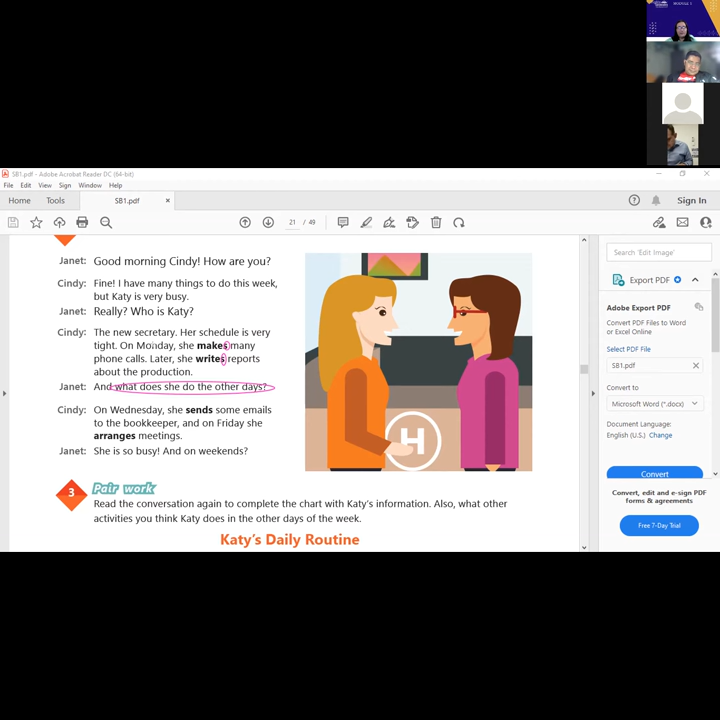 MODULE 1
SB1.pdf - Adobe Acrobat Reader DC (64-bit)
File Edit View Sign Window Help
Home Tools SB1.pdf × Sign In
21 / 49
Search 'Edit Image'
Export PDF
Adobe Export PDF
Convert PDF Files to Word
or Excel Online
Select PDF File
SB1.pdf ×
Convert to
Microsoft Word (*.docx)
Document Language:
English (U.S.) Change
Convert
Convert, edit and e-sign PDF
forms & agreements
Free 7-Day Trial
Janet: Good morning Cindy! How are you?
Cindy: Fine! I have many things to do this week,
but Katy is very busy.
Janet: Really? Who is Katy?
Cindy: The new secretary. Her schedule is very
tight. On Monday, she makes many
phone calls. Later, she writes reports
about the production.
Janet: And what does she do the other days?
Cindy: On Wednesday, she sends some emails
to the bookkeeper, and on Friday she
arranges meetings.
Janet: She is so busy! And on weekends?
H
3 Pair work
Read the conversation again to complete the chart with Katy's information. Also, what other
activities you think Katy does in the other days of the week.
Katy's Daily Routine